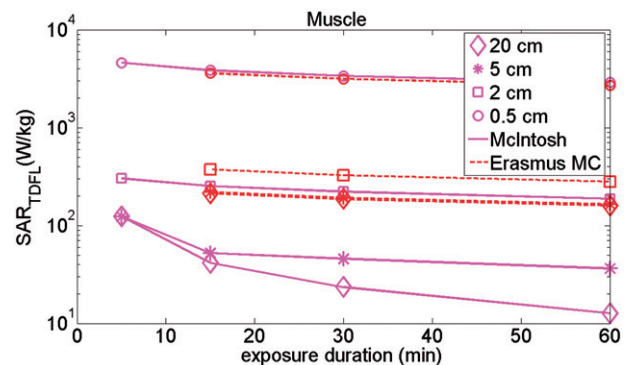 Muscle
10^4
10^3
10^2
10^1
SAR_TDFL(W/kg)
0 10 20 30 40 50 60
exposure duration (min)
20 cm
5 cm
2 cm
0.5 cm
McIntosh
Erasmus MC